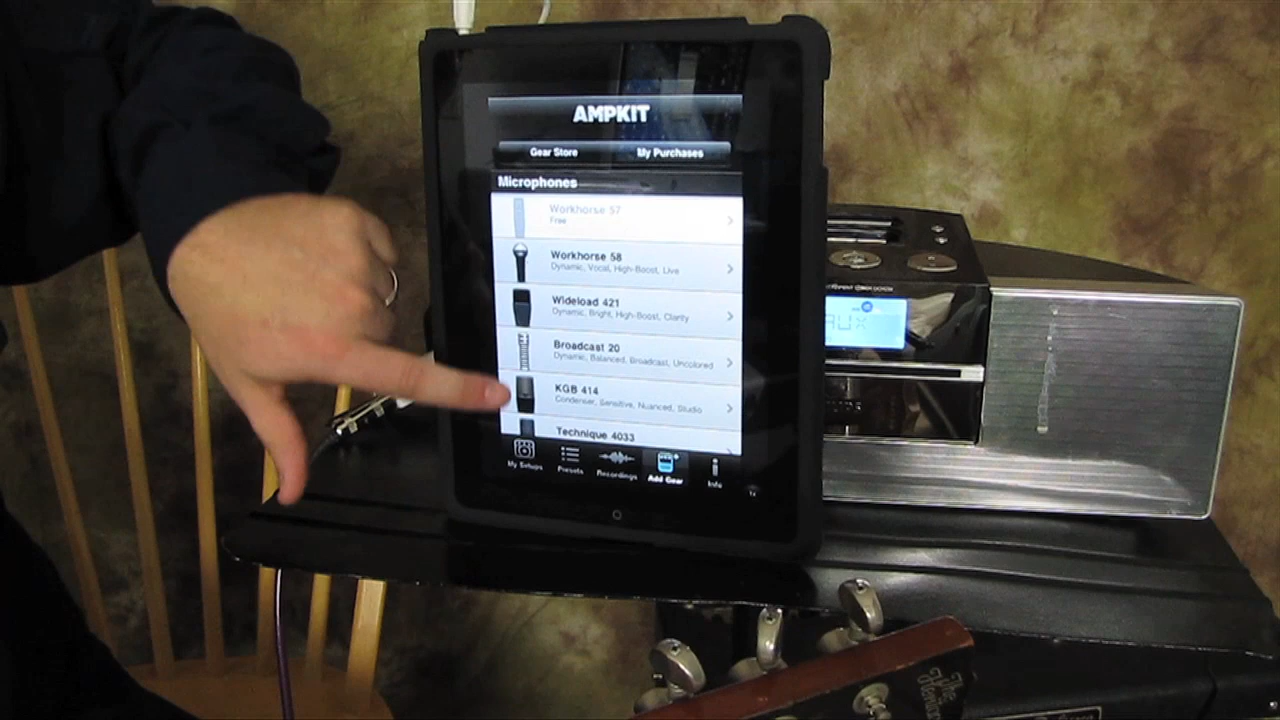 AMPKIT
Gear Store My Purchases
Microphones
Workhorse 57
Free
Workhorse 58
Dynamic, Vocal, High-Boost, Live
Wideload 421
Dynamic, Bright, High-Boost, Clarity
Broadcast 20
Dynamic, Balanced, Broadcast, Uncolored
KGB 414
Condenser, Sensitive, Nuanced, Studio
Technique 4033
My Setups Presets Recordings Add Gear Info
AUX
The